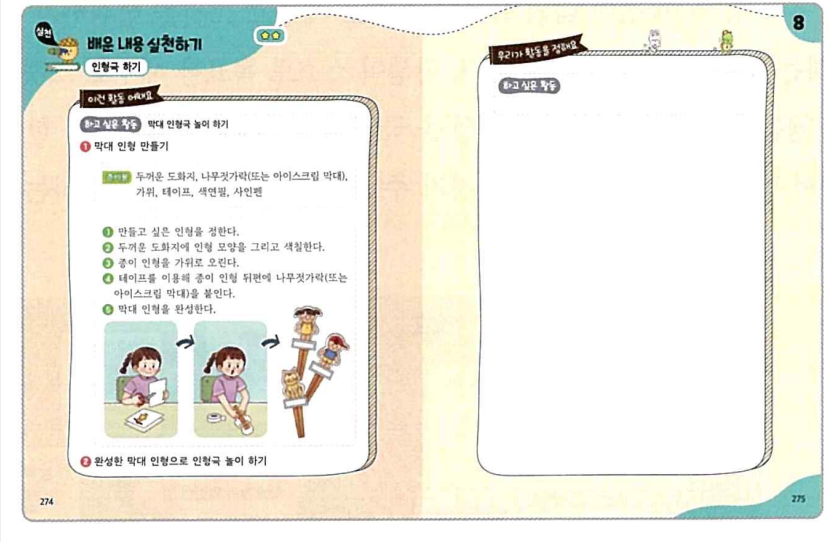 실천
배운 내용 실천하기
인형극 하기
이런 활동 어때요
하고 싶은 활동 막대 인형극 놀이 하기
1 막대 인형 만들기
준비물 두꺼운 도화지, 나무젓가락(또는 아이스크림 막대),
가위, 테이프, 색연필, 사인펜
1 만들고 싶은 인형을 정한다.
2 두꺼운 도화지에 인형 모양을 그리고 색칠한다.
3 종이 인형을 가위로 오린다.
4 테이프를 이용해 종이 인형 뒤편에 나무젓가락(또는
아이스크림 막대)을 붙인다.
5 막대 인형을 완성한다.
2 완성한 막대 인형으로 인형극 놀이 하기
274
8
우리가 활동을 정해요
하고 싶은 활동
275